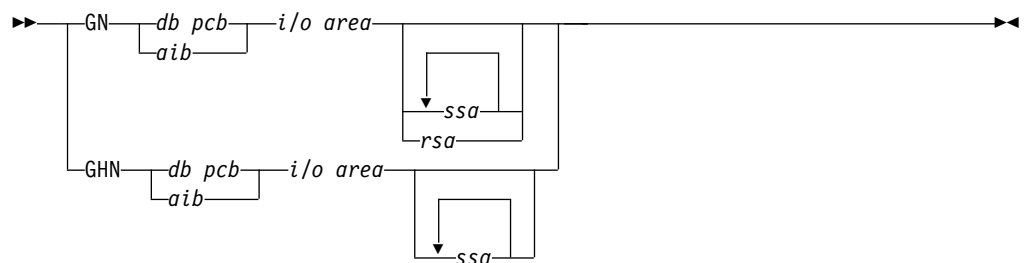 GN db pcb i/o area
aib
ssa
rsa
GHN db pcb i/o area
aib
ssa